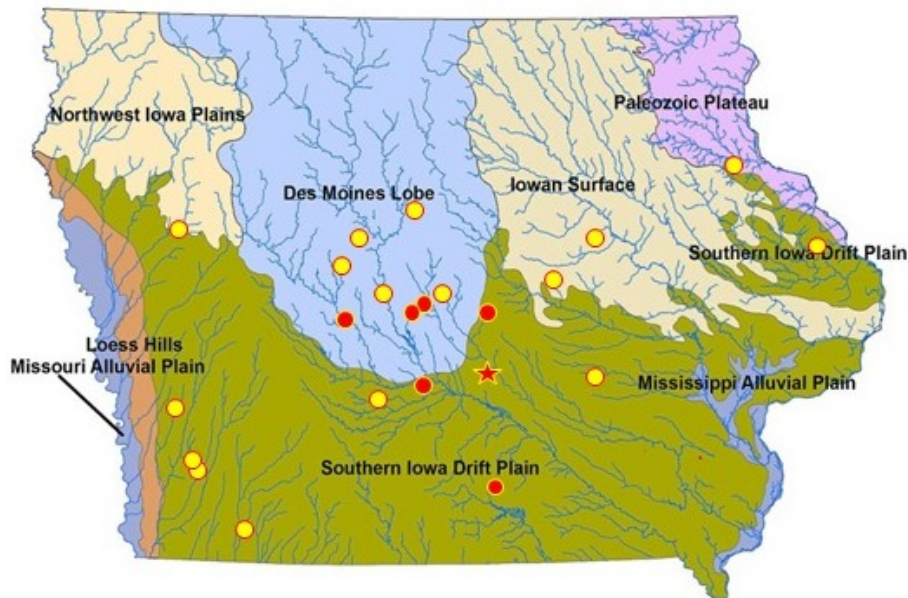 Northwest Iowa Plains
Paleozoic Plateau
Des Moines Lobe
Iowan Surface
Southern Iowa Drift Plain
Loess Hills
Missouri Alluvial Plain
Mississippi Alluvial Plain
Southern Iowa Drift Plain